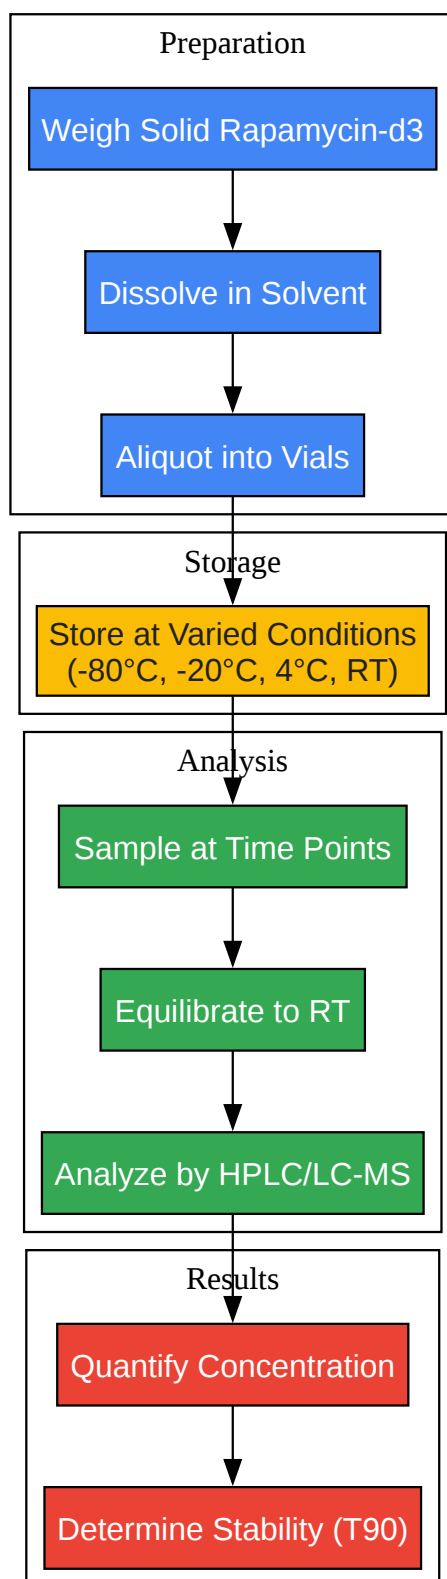 Preparation
Weigh Solid Rapamycin-d3
Dissolve in Solvent
Aliquot into Vials
Storage
Store at Varied Conditions
(-80°C, -20°C, 4°C, RT)
Analysis
Sample at Time Points
Equilibrate to RT
Analyze by HPLC/LC-MS
Results
Quantify Concentration
Determine Stability (T90)